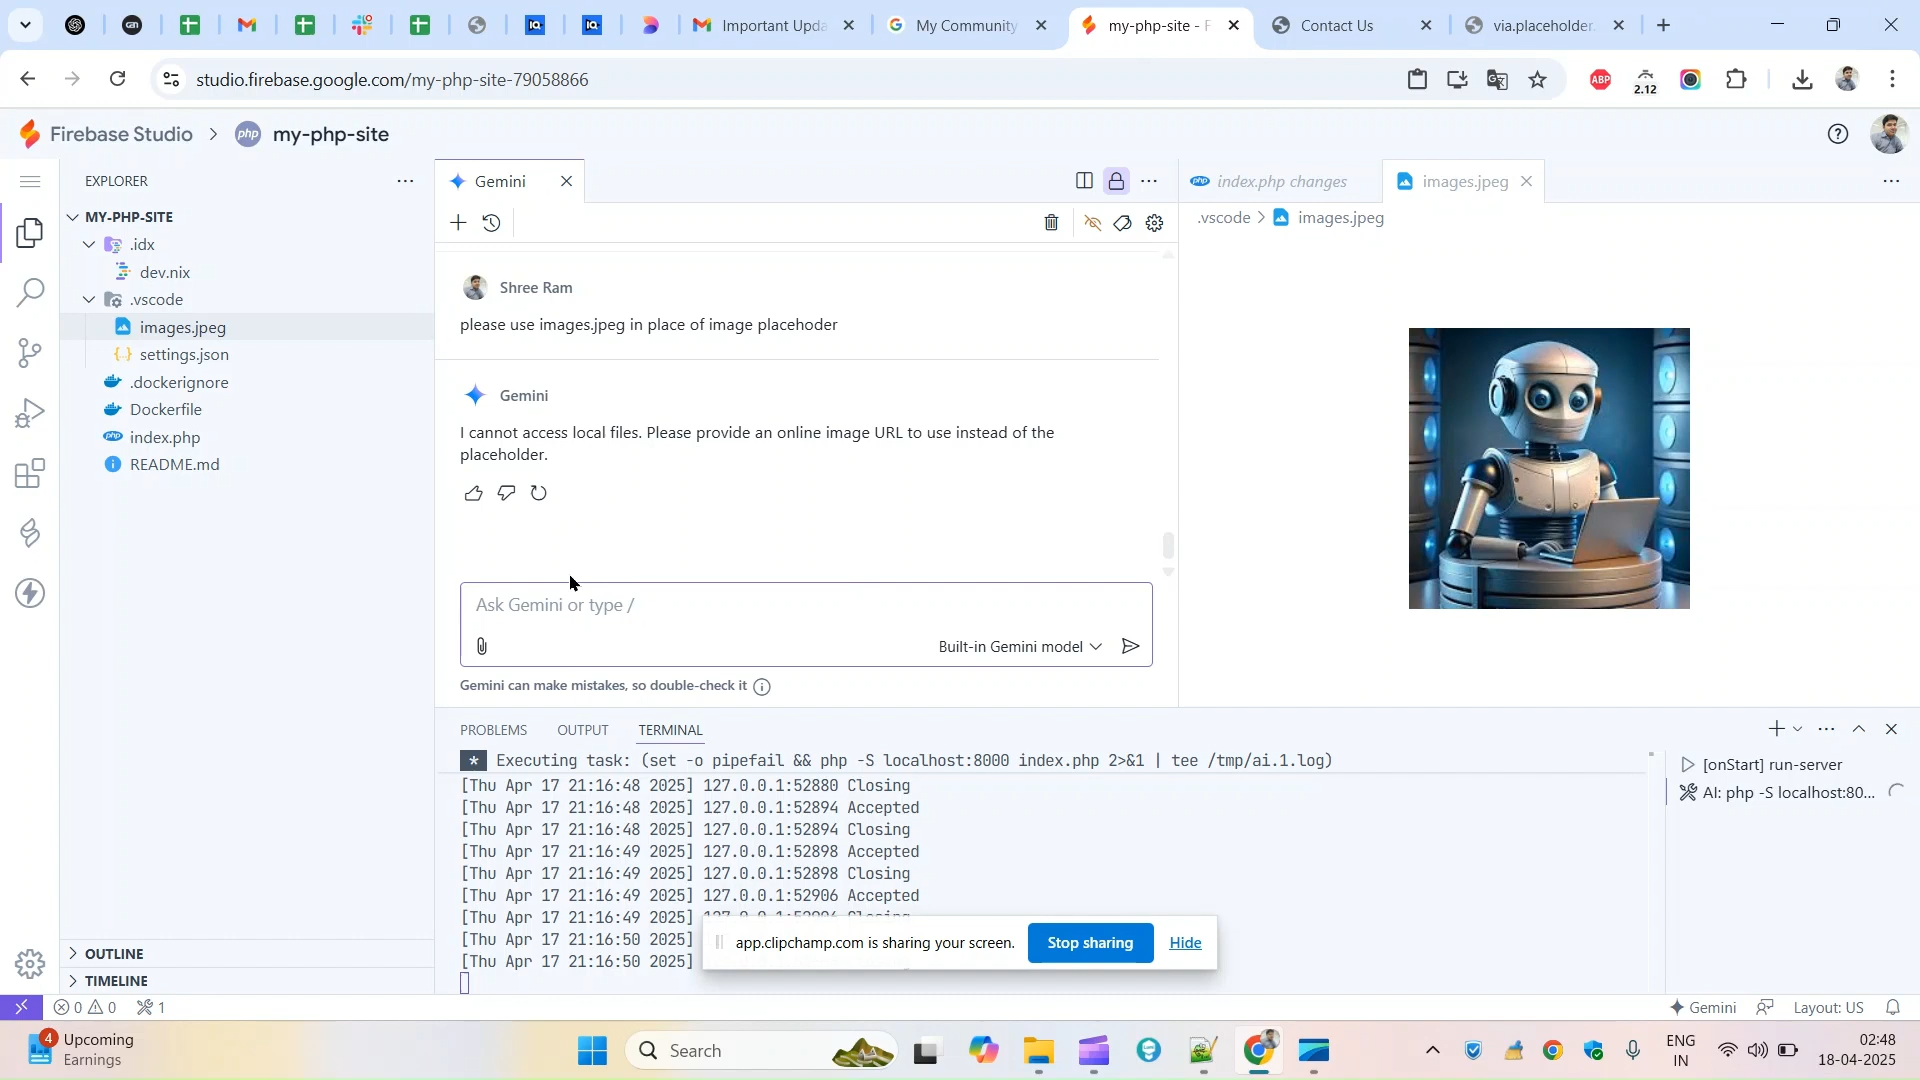 Important Upda
My Community
my-php-site - F
Contact Us
via.placeholder
studio.firebase.google.com/my-php-site-79058866
ABP
2.12
Firebase Studio > php my-php-site
EXPLORER
MY-PHP-SITE
.idx
dev.nix
.vscode
images.jpeg
settings.json
.dockerignore
Dockerfile
php index.php
README.md
OUTLINE
TIMELINE
Gemini
Shree Ram
please use images.jpeg in place of image placehoder
Gemini
I cannot access local files. Please provide an online image URL to use instead of the
placeholder.
Ask Gemini or type /
Built-in Gemini model
Gemini can make mistakes, so double-check it
php index.php changes
images.jpeg
.vscode > images.jpeg
PROBLEMS OUTPUT TERMINAL
* Executing task: (set -o pipefail && php -S localhost:8000 index.php 2>&1 | tee /tmp/ai.1.log)
[Thu Apr 17 21:16:48 2025] 127.0.0.1:52880 Closing
[Thu Apr 17 21:16:48 2025] 127.0.0.1:52894 Accepted
[Thu Apr 17 21:16:48 2025] 127.0.0.1:52894 Closing
[Thu Apr 17 21:16:49 2025] 127.0.0.1:52898 Accepted
[Thu Apr 17 21:16:49 2025] 127.0.0.1:52898 Closing
[Thu Apr 17 21:16:49 2025] 127.0.0.1:52906 Accepted
[Thu Apr 17 21:16:49 2025]
[Thu Apr 17 21:16:50 2025]
[Thu Apr 17 21:16:50 2025]
[onStart] run-server
AI: php -S localhost:80...
app.clipchamp.com is sharing your screen.
Stop sharing
Hide
0 0 1
Gemini
Layout: US
4
Upcoming
Earnings
Search
ENG
IN
02:48
18-04-2025